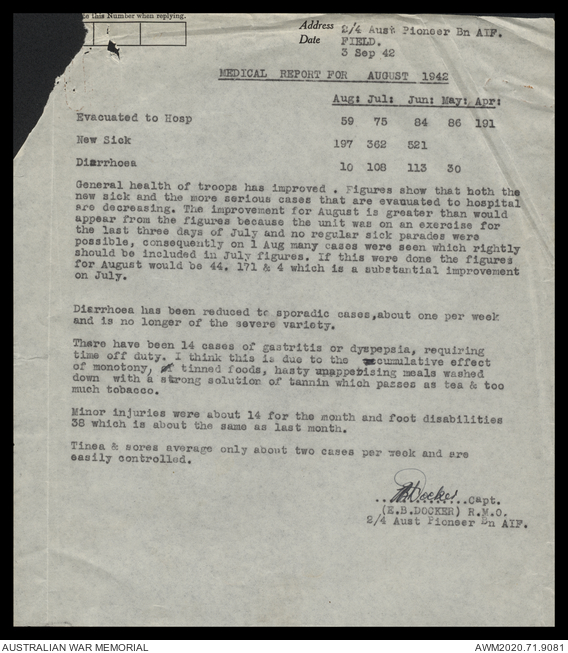 this Number when replying.
Address 2/4 Aust Pioneer Bn AIF.
Date FIELD.
3 Sep 42
MEDICAL REPORT FOR AUGUST 1942
Aug: Jul: Jun: May: Apr:
Evacuated to Hosp 59 75 84 86 191
New Sick 197 362 521
Diarrhoea 10 108 113 30
General health of troops has improved . Figures show that both the
new sick and the more serious cases that are evauated to hospital
are decreasing. The improvement for August is greater than would
appear from the figures because the unit was on an exercise for
the last three days of July and no regular sick parades were
possible, consequently on 1 Aug many cases were seen which rightly
should be included in July figures. If this were done the figures
for August would be 44. 171 & 4 which is a substantial improvement
on July.
Diarrhoea has been reduced to sporadic cases,about one per week
and is no longer of the severe variety.
There have been 14 cases of gastritis or dyspepsia, requiring
time off duty. I think this is due to the cumulative effect
of monotony, of tinned foods, hasty unappetising meals washed
down with a strong solution of tannin which passes as tea & too
much tobacco.
Minor injuries were about 14 for the month and foot disabilities
38 which is about the same as last month.
Tinea & sores average only about two cases per week and are
easily controlled.
Docker Capt.
(E.B.DOCKER) R.M.O.
2/4 Aust Pioneer Bn AIF.
AUSTRALIAN WAR MEMORIAL AWM2020.71.9081